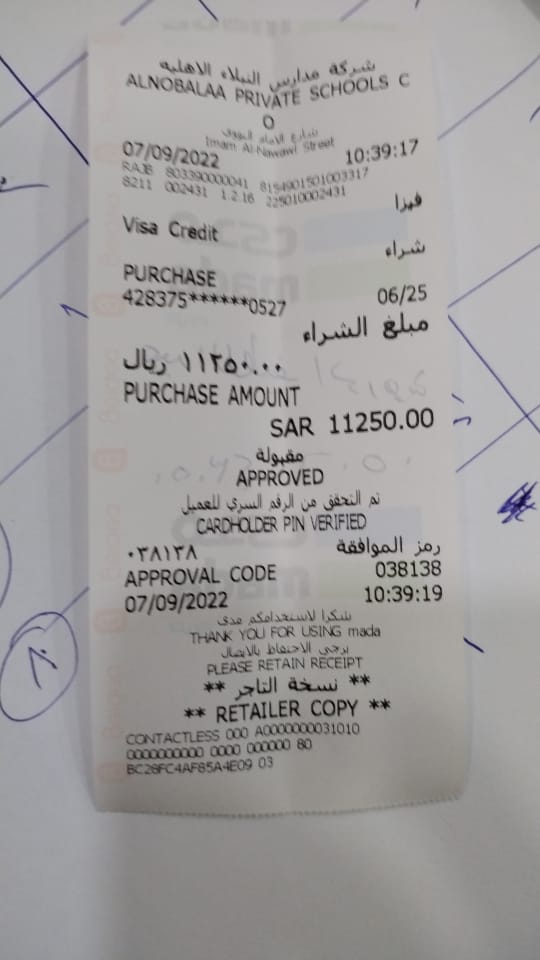 شركة مدارس النبلاء الاهليه
ALNOBALAA PRIVATE SCHOOLS C
O
شارع الامام النووي
Imam Al-Nawawi Street
07/09/2022 10:39:17
RAJB 803390000041 8154901501003317
8211 002431 1.2.16 225010002431
فيزا
Visa Credit
شراء
PURCHASE
428375******0527 06/25
مبلغ الشراء
١١٢٥٠.٠٠ ريال
PURCHASE AMOUNT
SAR 11250.00
مقبولة
APPROVED
تم التحقق من الرقم السري للعميل
CARDHOLDER PIN VERIFIED
رمز الموافقة ٠٣٨١٣٨
APPROVAL CODE 038138
07/09/2022 10:39:19
شكرا لاستخدامكم مدى
THANK YOU FOR USING mada
يرجى الاحتفاظ بالايصال
PLEASE RETAIN RECEIPT
** نسخة التاجر **
** RETAILER COPY **
CONTACTLESS 000 A0000000031010
0000000000 0000 000000 80
BC28FC4AF85A4E09 03